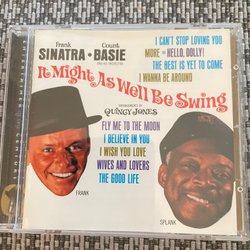 Frank
SINATRA •
Count
BASIE
AND HIS ORCHESTRA
I CAN'T STOP LOVING YOU
MORE • HELLO, DOLLY!
THE BEST IS YET TO COME
I WANNA BE AROUND
It Might As Well Be Swing
ARRANGEMENTS BY
QUINCY JONES
FLY ME TO THE MOON
I BELIEVE IN YOU
I WISH YOU LOVE
WIVES AND LOVERS
THE GOOD LIFE
FRANK
SPLANK